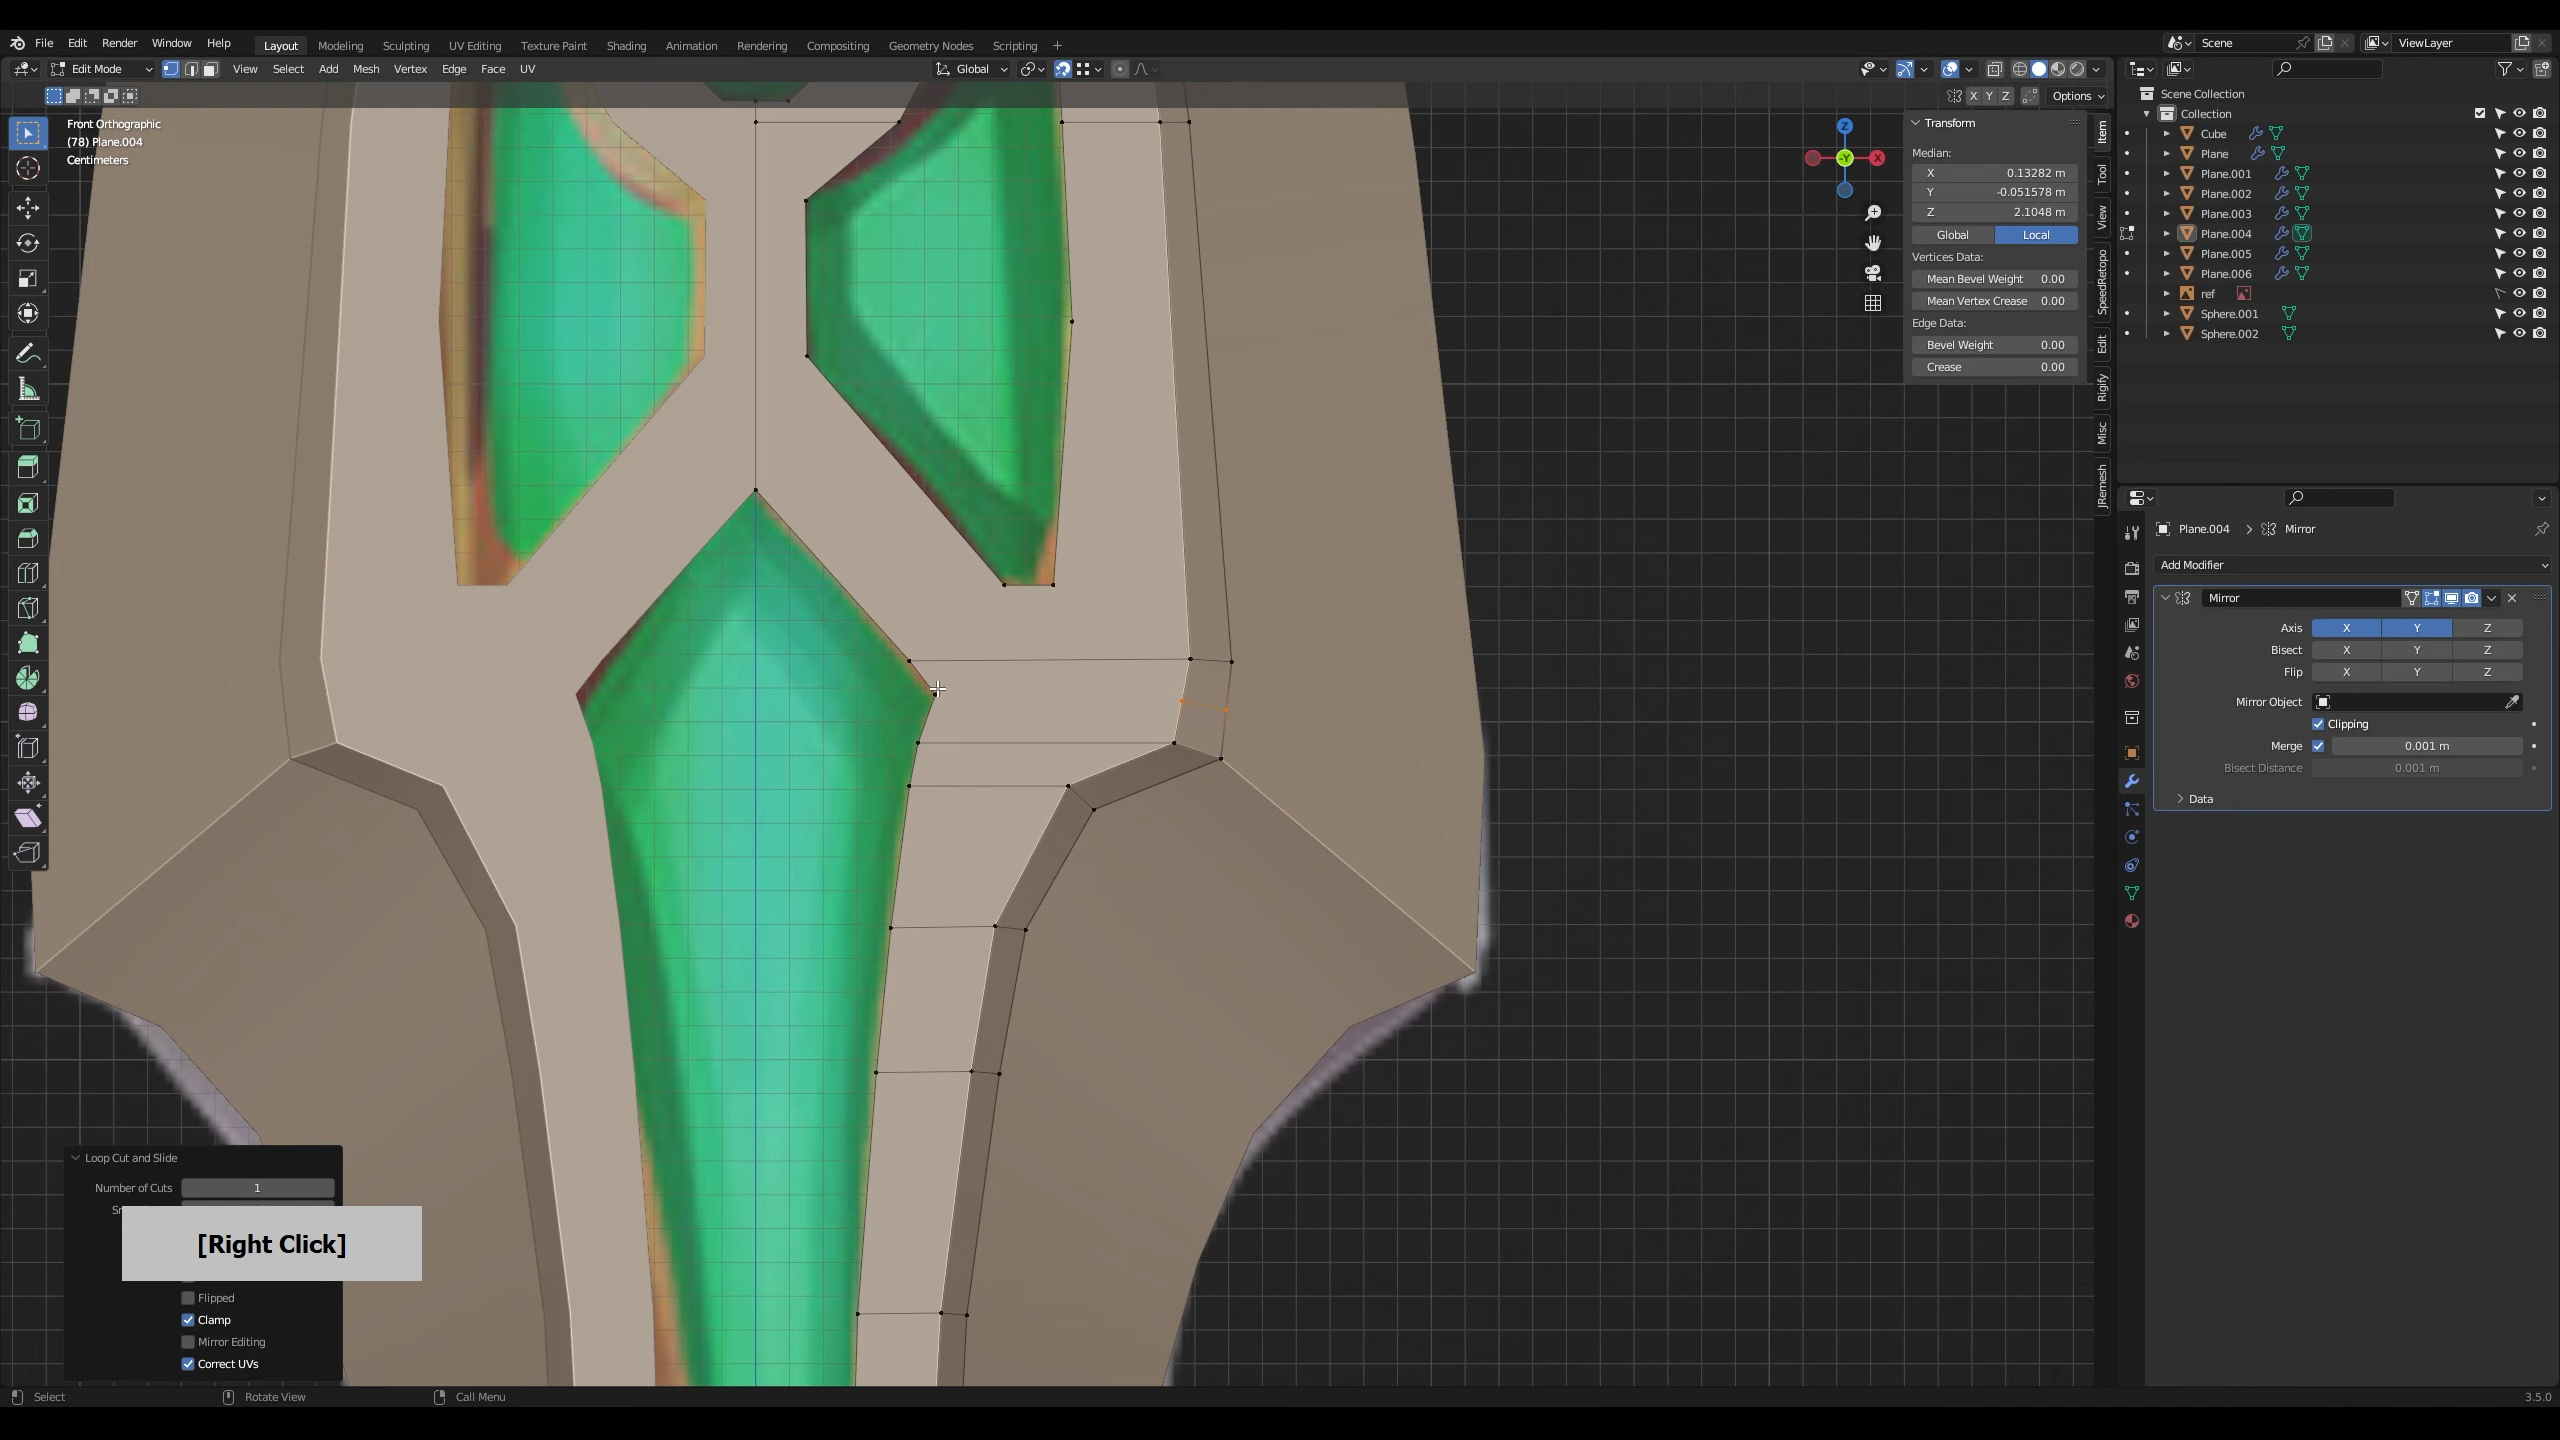 File Edit Render Window Help Layout Modeling Sculpting UV Editing Texture Paint Shading Animation Rendering Compositing Geometry Nodes Scripting + Scene ViewLayer
Edit Mode View Select Add Mesh Vertex Edge Face UV Global
X Y Z Options
Front Orthographic
(78) Plane.004
Centimeters
Z
-Y X
Transform
Median:
X 0.13282 m
Y -0.051578 m
Z 2.1048 m
Global Local
Vertices Data:
Mean Bevel Weight 0.00
Mean Vertex Crease 0.00
Edge Data:
Bevel Weight 0.00
Crease 0.00
Item
Tool
View
SpeedRetopo
Edit
Rigify
Misc
JRemesh
Scene Collection
Collection
Cube
Plane
Plane.001
Plane.002
Plane.003
Plane.004
Plane.005
Plane.006
ref
Sphere.001
Sphere.002
Plane.004 > Mirror
Add Modifier
Mirror
Axis X Y Z
Bisect X Y Z
Flip X Y Z
Mirror Object
Clipping
Merge 0.001 m
Bisect Distance 0.001 m
Data
Loop Cut and Slide
Number of Cuts 1
[Right Click]
Flipped
Clamp
Mirror Editing
Correct UVs
Select Rotate View Call Menu 3.5.0